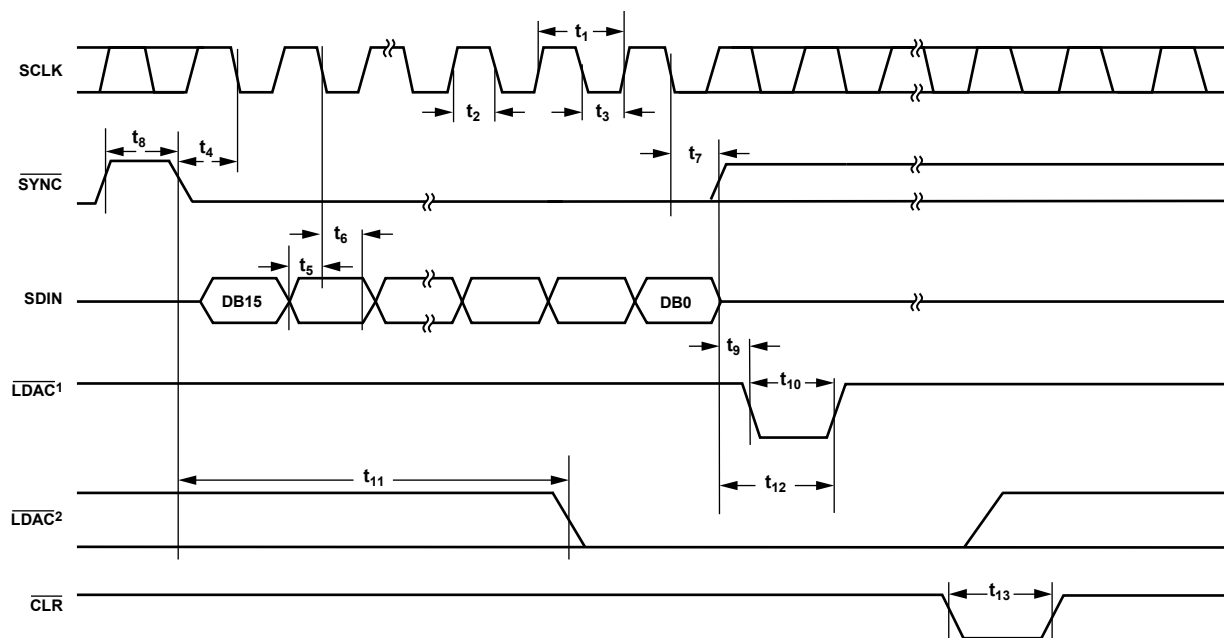 t1
SCLK
t2
t3
t8
t4
t7
SYNC
t6
t5
SDIN
DB15
DB0
t9
LDAC1
t10
t11
t12
LDAC2
t13
CLR